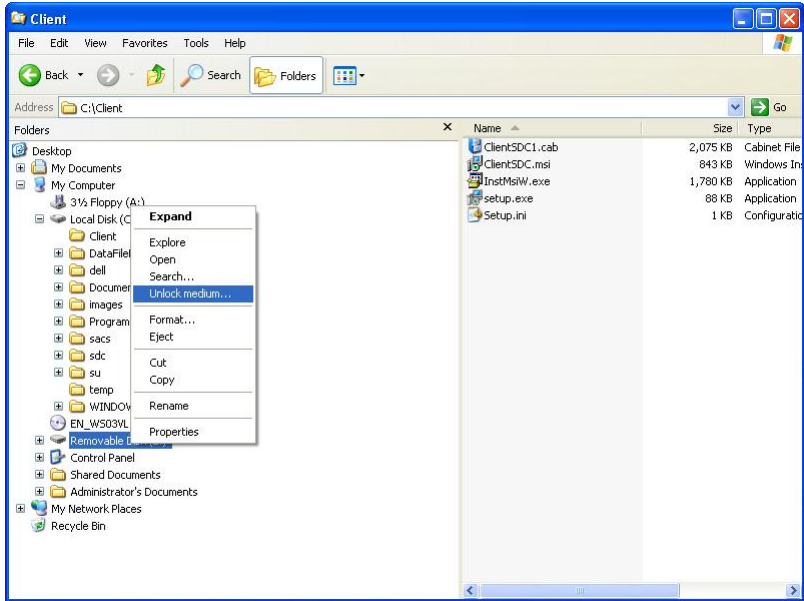 Client
File Edit View Favorites Tools Help
Back Search Folders
Address C:\Client Go
Folders
Desktop
My Documents
My Computer
3½ Floppy (A:)
Local Disk (C
Client
DataFile
dell
Documen
images
Program
sacs
sdc
su
temp
WINDOW
EN_WS03VL
Removable
Control Panel
Shared Documents
Administrator's Documents
My Network Places
Recycle Bin
Expand
Explore
Open
Search...
Unlock medium...
Format...
Eject
Cut
Copy
Rename
Properties
Name Size Type
ClientSDC1.cab 2,075 KB Cabinet File
ClientSDC.msi 843 KB Windows Ins
InstMsiW.exe 1,780 KB Application
setup.exe 88 KB Application
Setup.ini 1 KB Configuratio